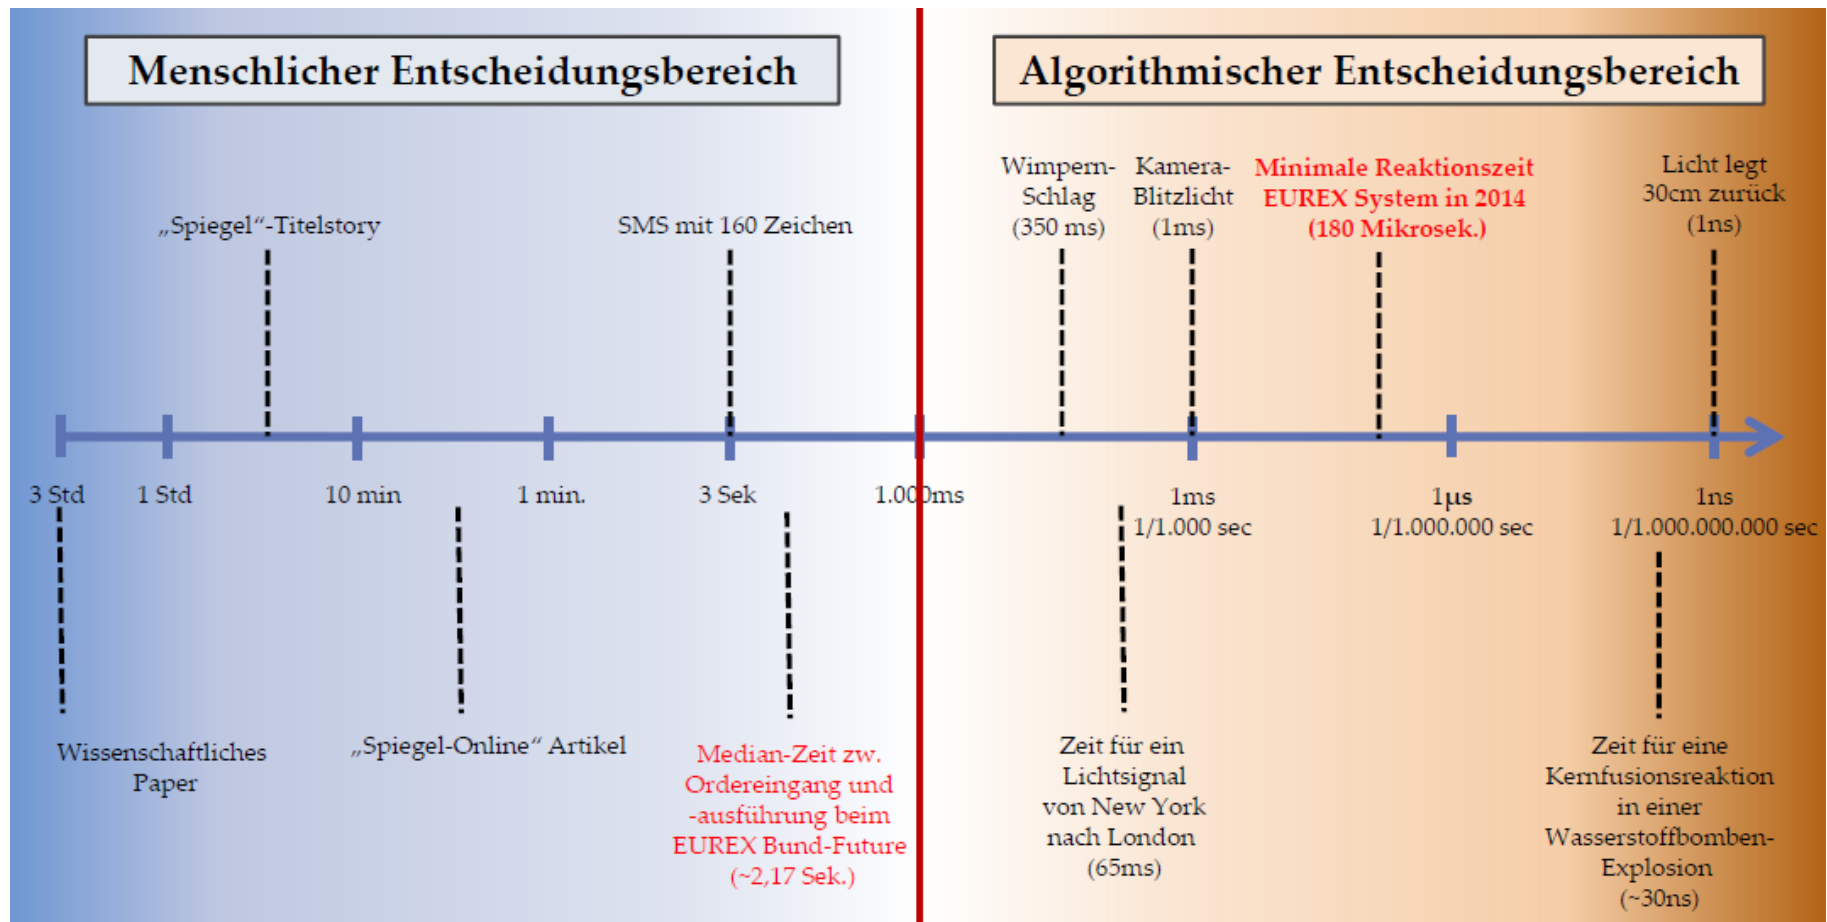 Menschlicher Entscheidungsbereich
Algorithmischer Entscheidungsbereich
„Spiegel“-Titelstory
SMS mit 160 Zeichen
Wimpern-
Schlag
(350 ms)
Kamera-
Blitzlicht
(1ms)
Minimale Reaktionszeit
EUREX System in 2014
(180 Mikrosek.)
Licht legt
30cm zurück
(1ns)
3 Std
1 Std
10 min
1 min.
3 Sek
1.000ms
1ms
1/1.000 sec
1µs
1/1.000.000 sec
1ns
1/1.000.000.000 sec
Wissenschaftliches
Paper
„Spiegel-Online“ Artikel
Median-Zeit zw.
Ordereingang und
-ausführung beim
EUREX Bund-Future
(~2,17 Sek.)
Zeit für ein
Lichtsignal
von New York
nach London
(65ms)
Zeit für eine
Kernfusionsreaktion
in einer
Wasserstoffbomben-
Explosion
(~30ns)